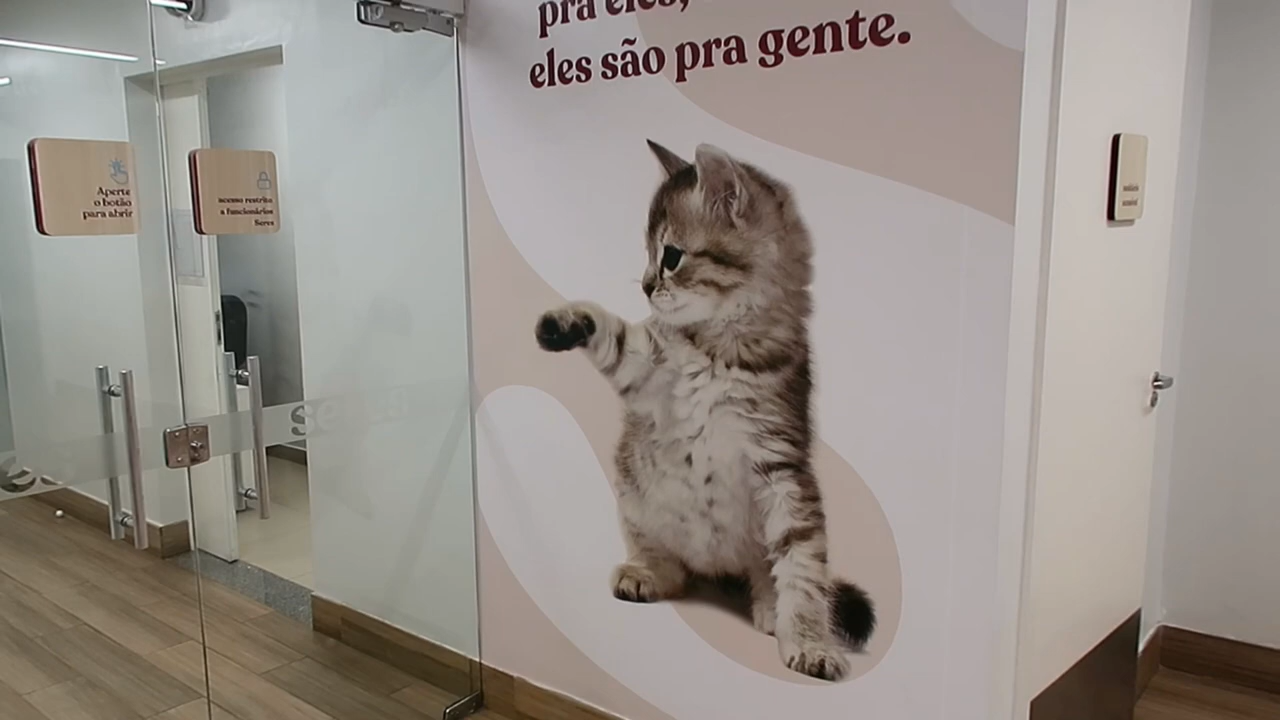 pra eles,
eles são pra gente.
Aperte
o botão
para abrir
acesso restrito
a funcionários
Seres